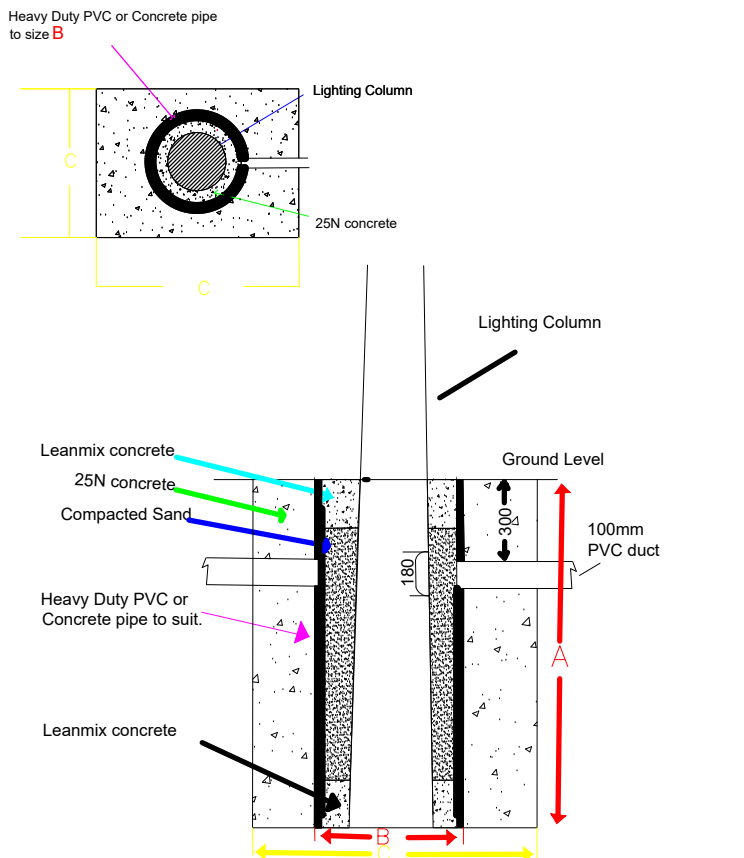 Heavy Duty PVC or Concrete pipe
to size B
Lighting Column
C
25N concrete
C
Lighting Column
Leanmix concrete
Ground Level
25N concrete
Compacted Sand
300
100mm
PVC duct
180
Heavy Duty PVC or
Concrete pipe to suit.
A
Leanmix concrete
B